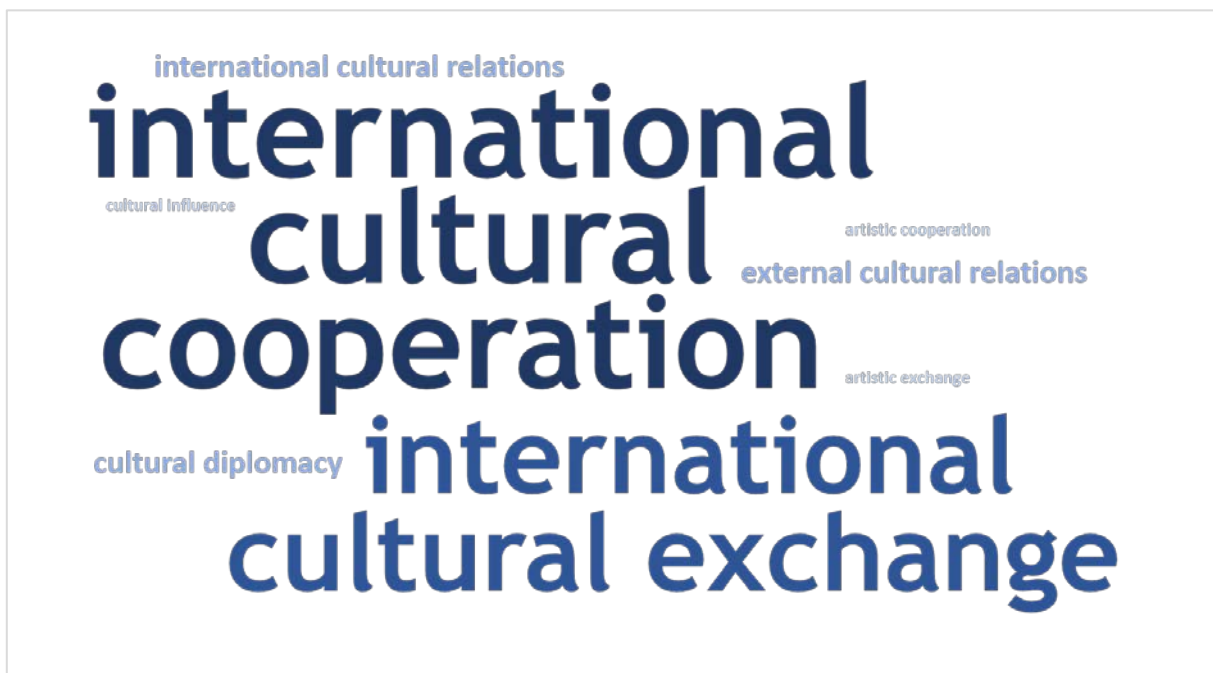 international cultural relations
international
cultural influence
cultural
artistic cooperation
external cultural relations
cooperation
artistic exchange
international
cultural diplomacy
cultural exchange